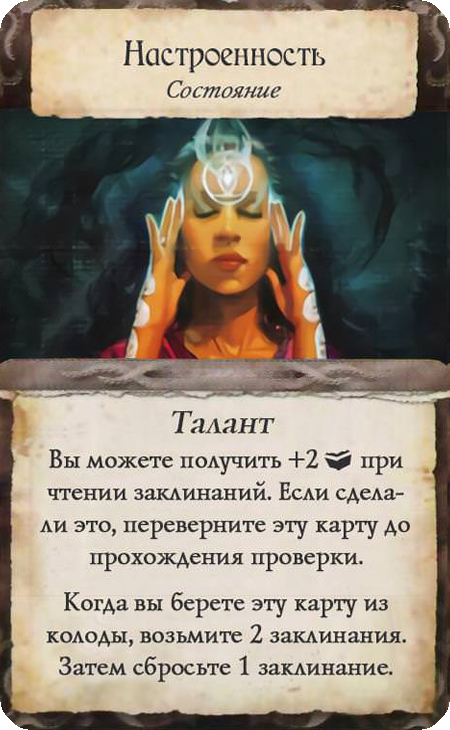 Настроенность
Состояние
Талант
Вы можете получить +2 при
чтении заклинаний. Если сдела-
ли это, переверните эту карту до
прохождения проверки.
Когда вы берете эту карту из
колоды, возьмите 2 заклинания.
Затем сбросьте 1 заклинание.